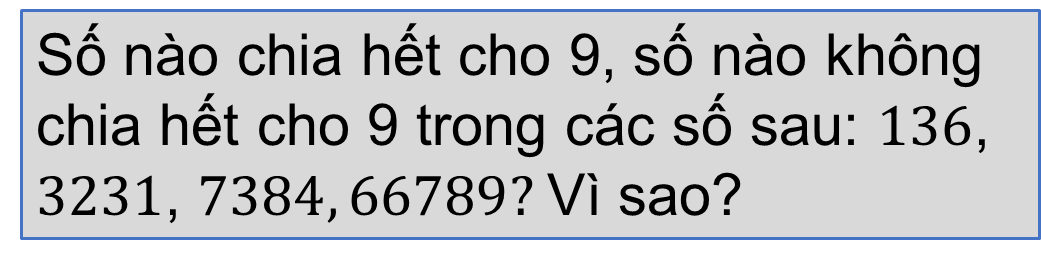 Số nào chia hết cho 9, số nào không
chia hết cho 9 trong các số sau: 136,
3231, 7384, 66789? Vì sao?